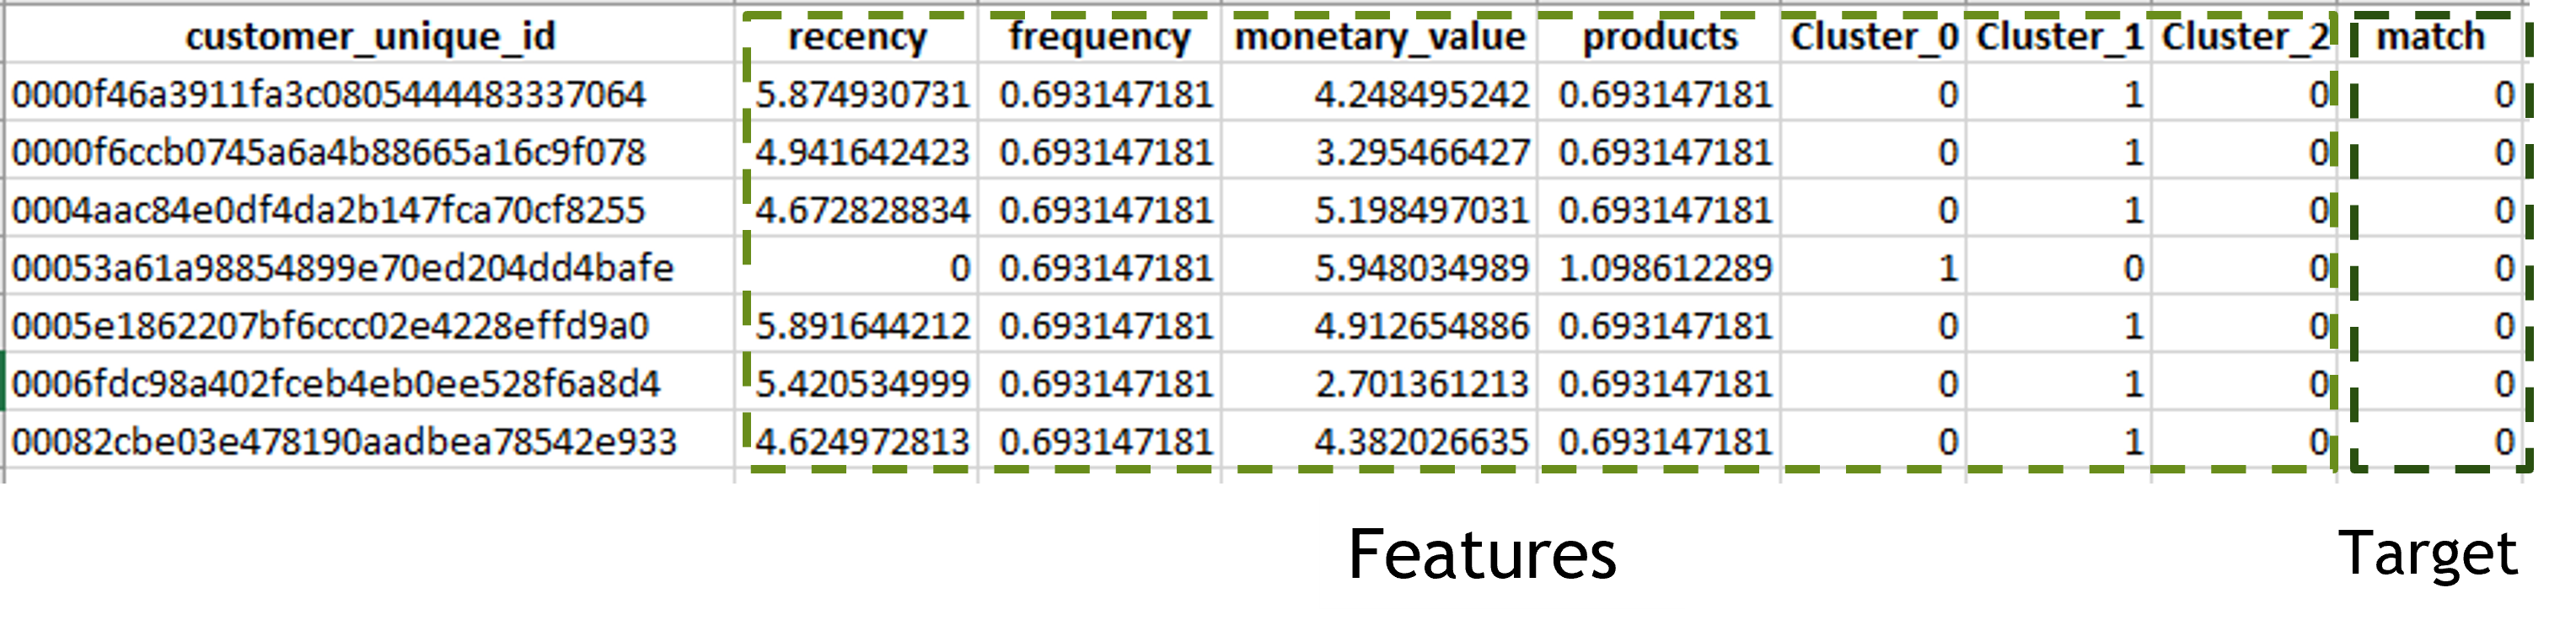 customer_unique_id recency frequency monetary_value products Cluster_0 Cluster_1 Cluster_2 match
0000f46a3911fa3c0805444483337064 5.874930731 0.693147181 4.248495242 0.693147181 0 1 0 0
0000f6ccb0745a6a4b88665a16c9f078 4.941642423 0.693147181 3.295466427 0.693147181 0 1 0 0
0004aac84e0df4da2b147fca70cf8255 4.672828834 0.693147181 5.198497031 0.693147181 0 1 0 0
00053a61a98854899e70ed204dd4bafe 0 0.693147181 5.948034989 1.098612289 1 0 0 0
0005e1862207bf6ccc02e4228effd9a0 5.891644212 0.693147181 4.912654886 0.693147181 0 1 0 0
0006fdc98a402fceb4eb0ee528f6a8d4 5.420534999 0.693147181 2.701361213 0.693147181 0 1 0 0
00082cbe03e478190aadbea78542e933 4.624972813 0.693147181 4.382026635 0.693147181 0 1 0 0
Features Target